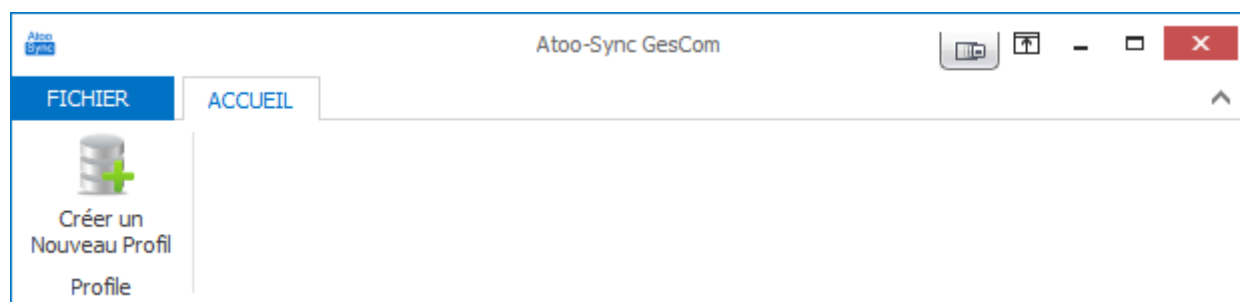 Atoo
Sync
Atoo-Sync GesCom
FICHIER
ACCUEIL
Créer un
Nouveau Profil
Profile